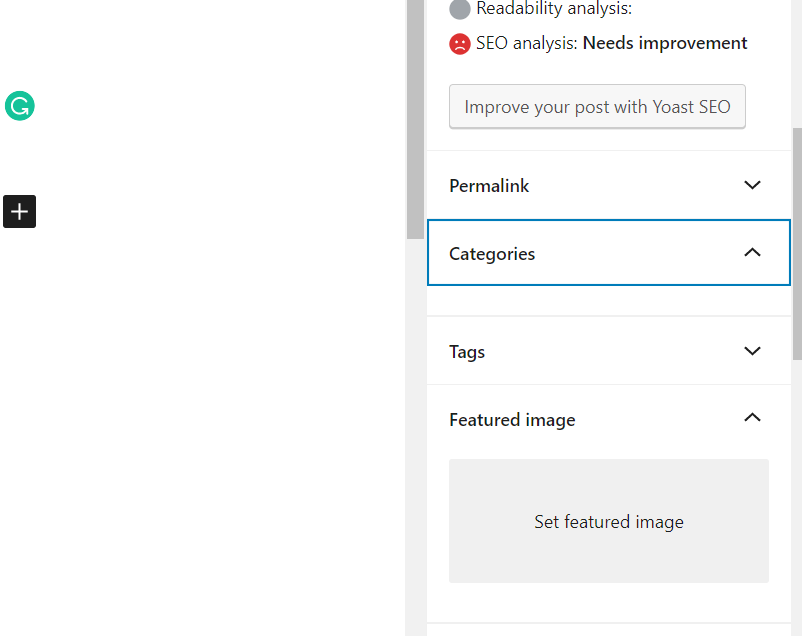 Readability analysis:
SEO analysis: Needs improvement
Improve your post with Yoast SEO
Permalink
Categories
Tags
Featured image
Set featured image